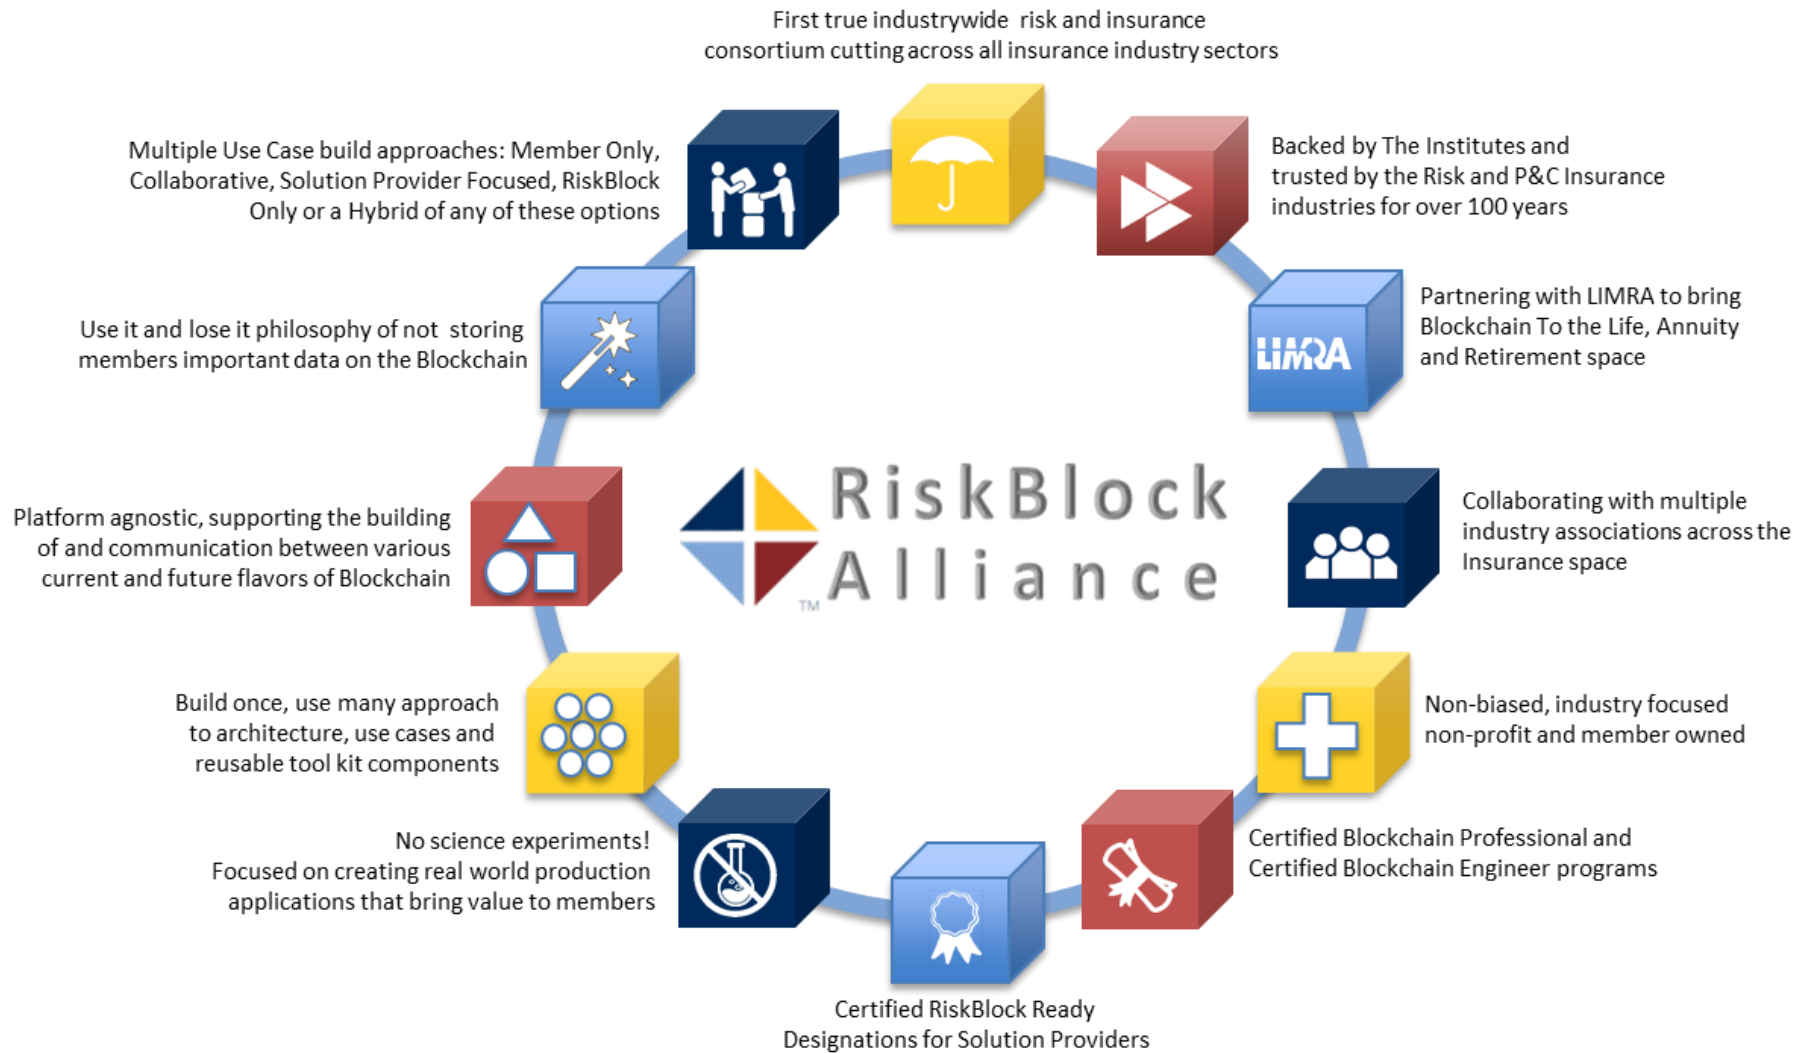 First true industrywide risk and insurance
consortium cutting across all insurance industry sectors
Backed by The Institutes and
trusted by the Risk and P&C Insurance
industries for over 100 years
LIMRA
Partnering with LIMRA to bring
Blockchain To the Life, Annuity
and Retirement space
Collaborating with multiple
industry associations across the
Insurance space
Non-biased, industry focused
non-profit and member owned
Certified Blockchain Professional and
Certified Blockchain Engineer programs
Certified RiskBlock Ready
Designations for Solution Providers
No science experiments!
Focused on creating real world production
applications that bring value to members
Build once, use many approach
to architecture, use cases and
reusable tool kit components
Platform agnostic, supporting the building
of and communication between various
current and future flavors of Blockchain
Use it and lose it philosophy of not storing
members important data on the Blockchain
Multiple Use Case build approaches: Member Only,
Collaborative, Solution Provider Focused, RiskBlock
Only or a Hybrid of any of these options
RiskBlock
Alliance
TM